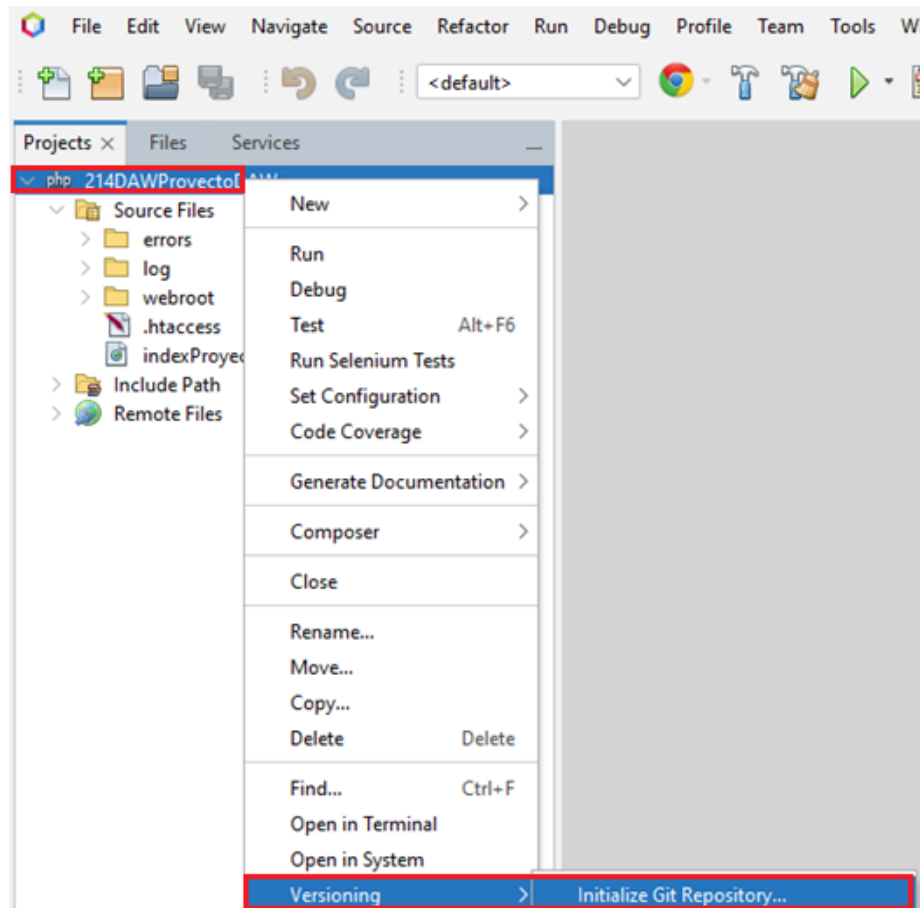 File Edit View Navigate Source Refactor Run Debug Profile Team Tools
<default>
Projects Files Services
php
Source Files
errors
log
webroot
.htaccess
Include Path
Remote Files
New
Run
Debug
Test Alt+F6
Run Selenium Tests
Set Configuration
Code Coverage
Generate Documentation
Composer
Close
Rename...
Move...
Copy...
Delete Delete
Find... Ctrl+F
Open in Terminal
Open in System
Versioning Initialize Git Repository...